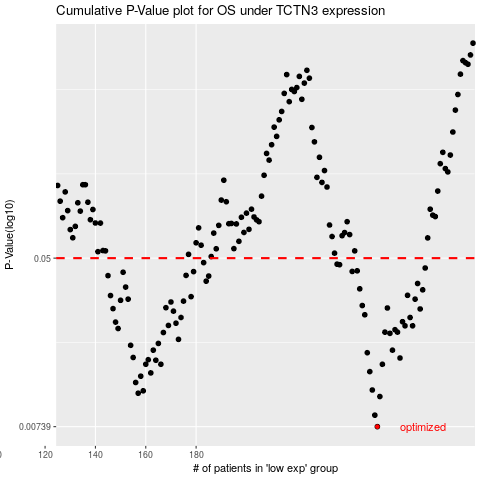 Cumulative P-Value plot for OS under TCTN3 expression
P-Value(log10)
0.05
0.00739
optimized
0 120 140 160 180
# of patients in 'low exp' group